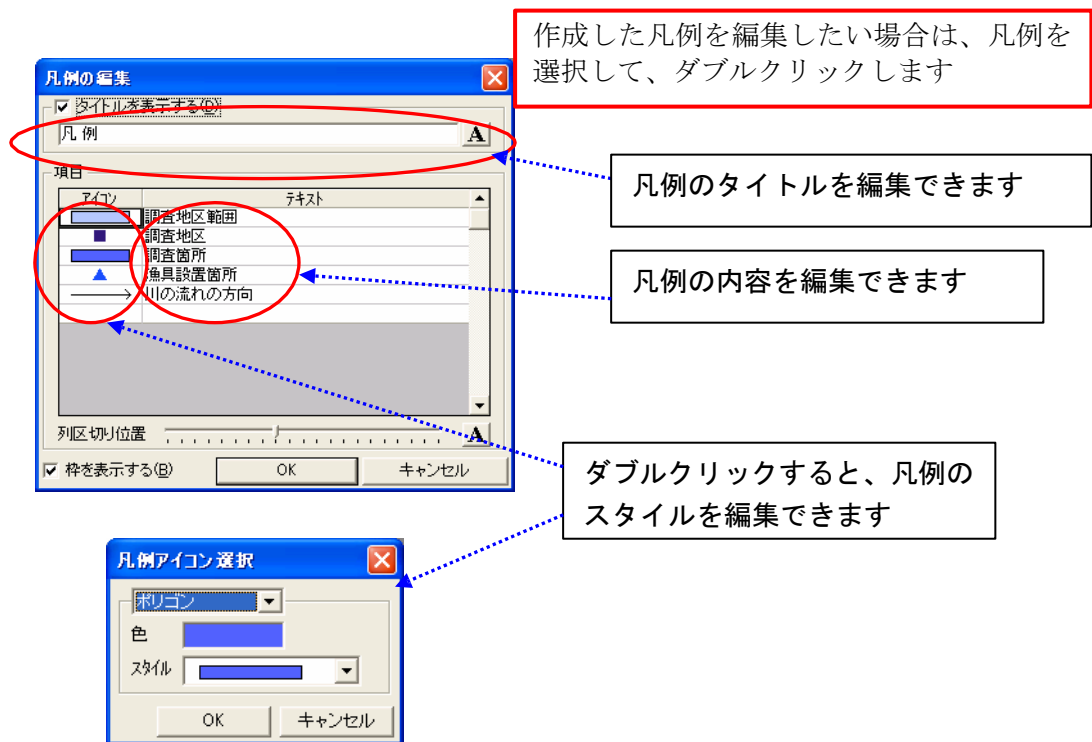 作成した凡例を編集したい場合は、凡例を
選択して、ダブルクリックします
凡例の編集
タイトルを表示する(D)
凡 例
A
凡例のタイトルを編集できます
項目
アイコン テキスト
調査地区範囲
調査地区
調査箇所
漁具設置箇所
川の流れの方向
凡例の内容を編集できます
列区切り位置
A
枠を表示する(B) OK キャンセル
ダブルクリックすると、凡例の
スタイルを編集できます
凡例アイコン選択
ポリゴン
色
スタイル
OK キャンセル